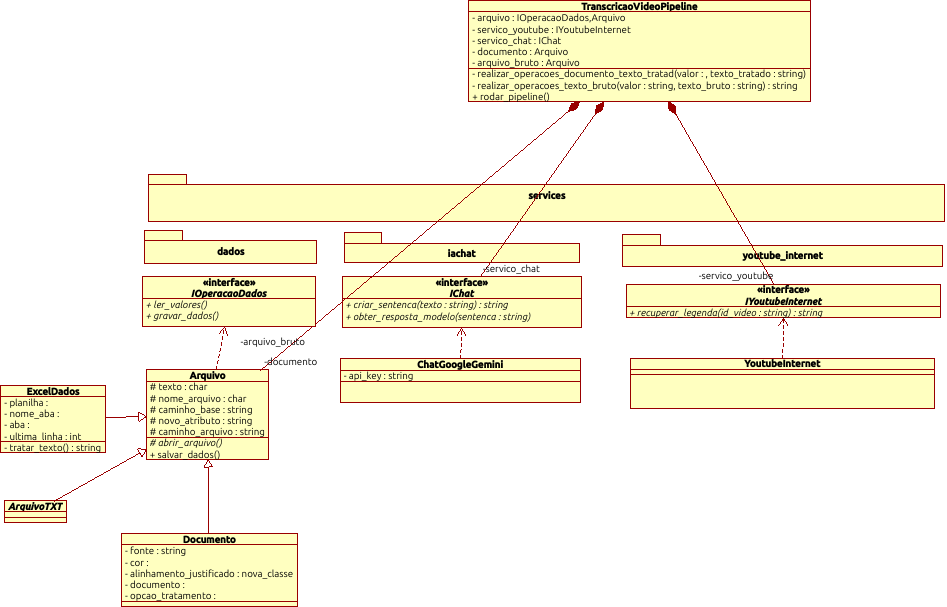 TranscricaoVideoPipeline
- arquivo : IOperacaoDados,Arquivo
- servico_youtube : IYoutubeInternet
- servico_chat : IChat
- documento : Arquivo
- arquivo_bruto : Arquivo
- realizar_operacoes_documento_texto_tratad(valor : , texto_tratado : string)
- realizar_operacoes_texto_bruto(valor : string, texto_bruto : string) : string
+ rodar_pipeline()
services
dados
iachat
youtube_internet
«interface»
IOperacaoDados
+ ler_valores()
+ gravar_dados()
-servico_chat
«interface»
IChat
+ criar_sentenca(texto : string) : string
+ obter_resposta_modelo(sentenca : string)
-servico_youtube
«interface»
IYoutubeInternet
+ recuperar_legenda(id_video : string) : string
-arquivo_bruto
-documento
ChatGoogleGemini
- api_key : string
YoutubeInternet
Arquivo
# texto : char
# nome_arquivo : char
# caminho_base : string
# novo_atributo : string
# caminho_arquivo : string
# abrir_arquivo()
+ salvar_dados()
ExcelDados
- planilha :
- nome_aba :
- aba :
- ultima_linha : int
- tratar_texto() : string
ArquivoTXT
Documento
- fonte : string
- cor :
- alinhamento_justificado : nova_classe
- documento :
- opcao_tratamento :